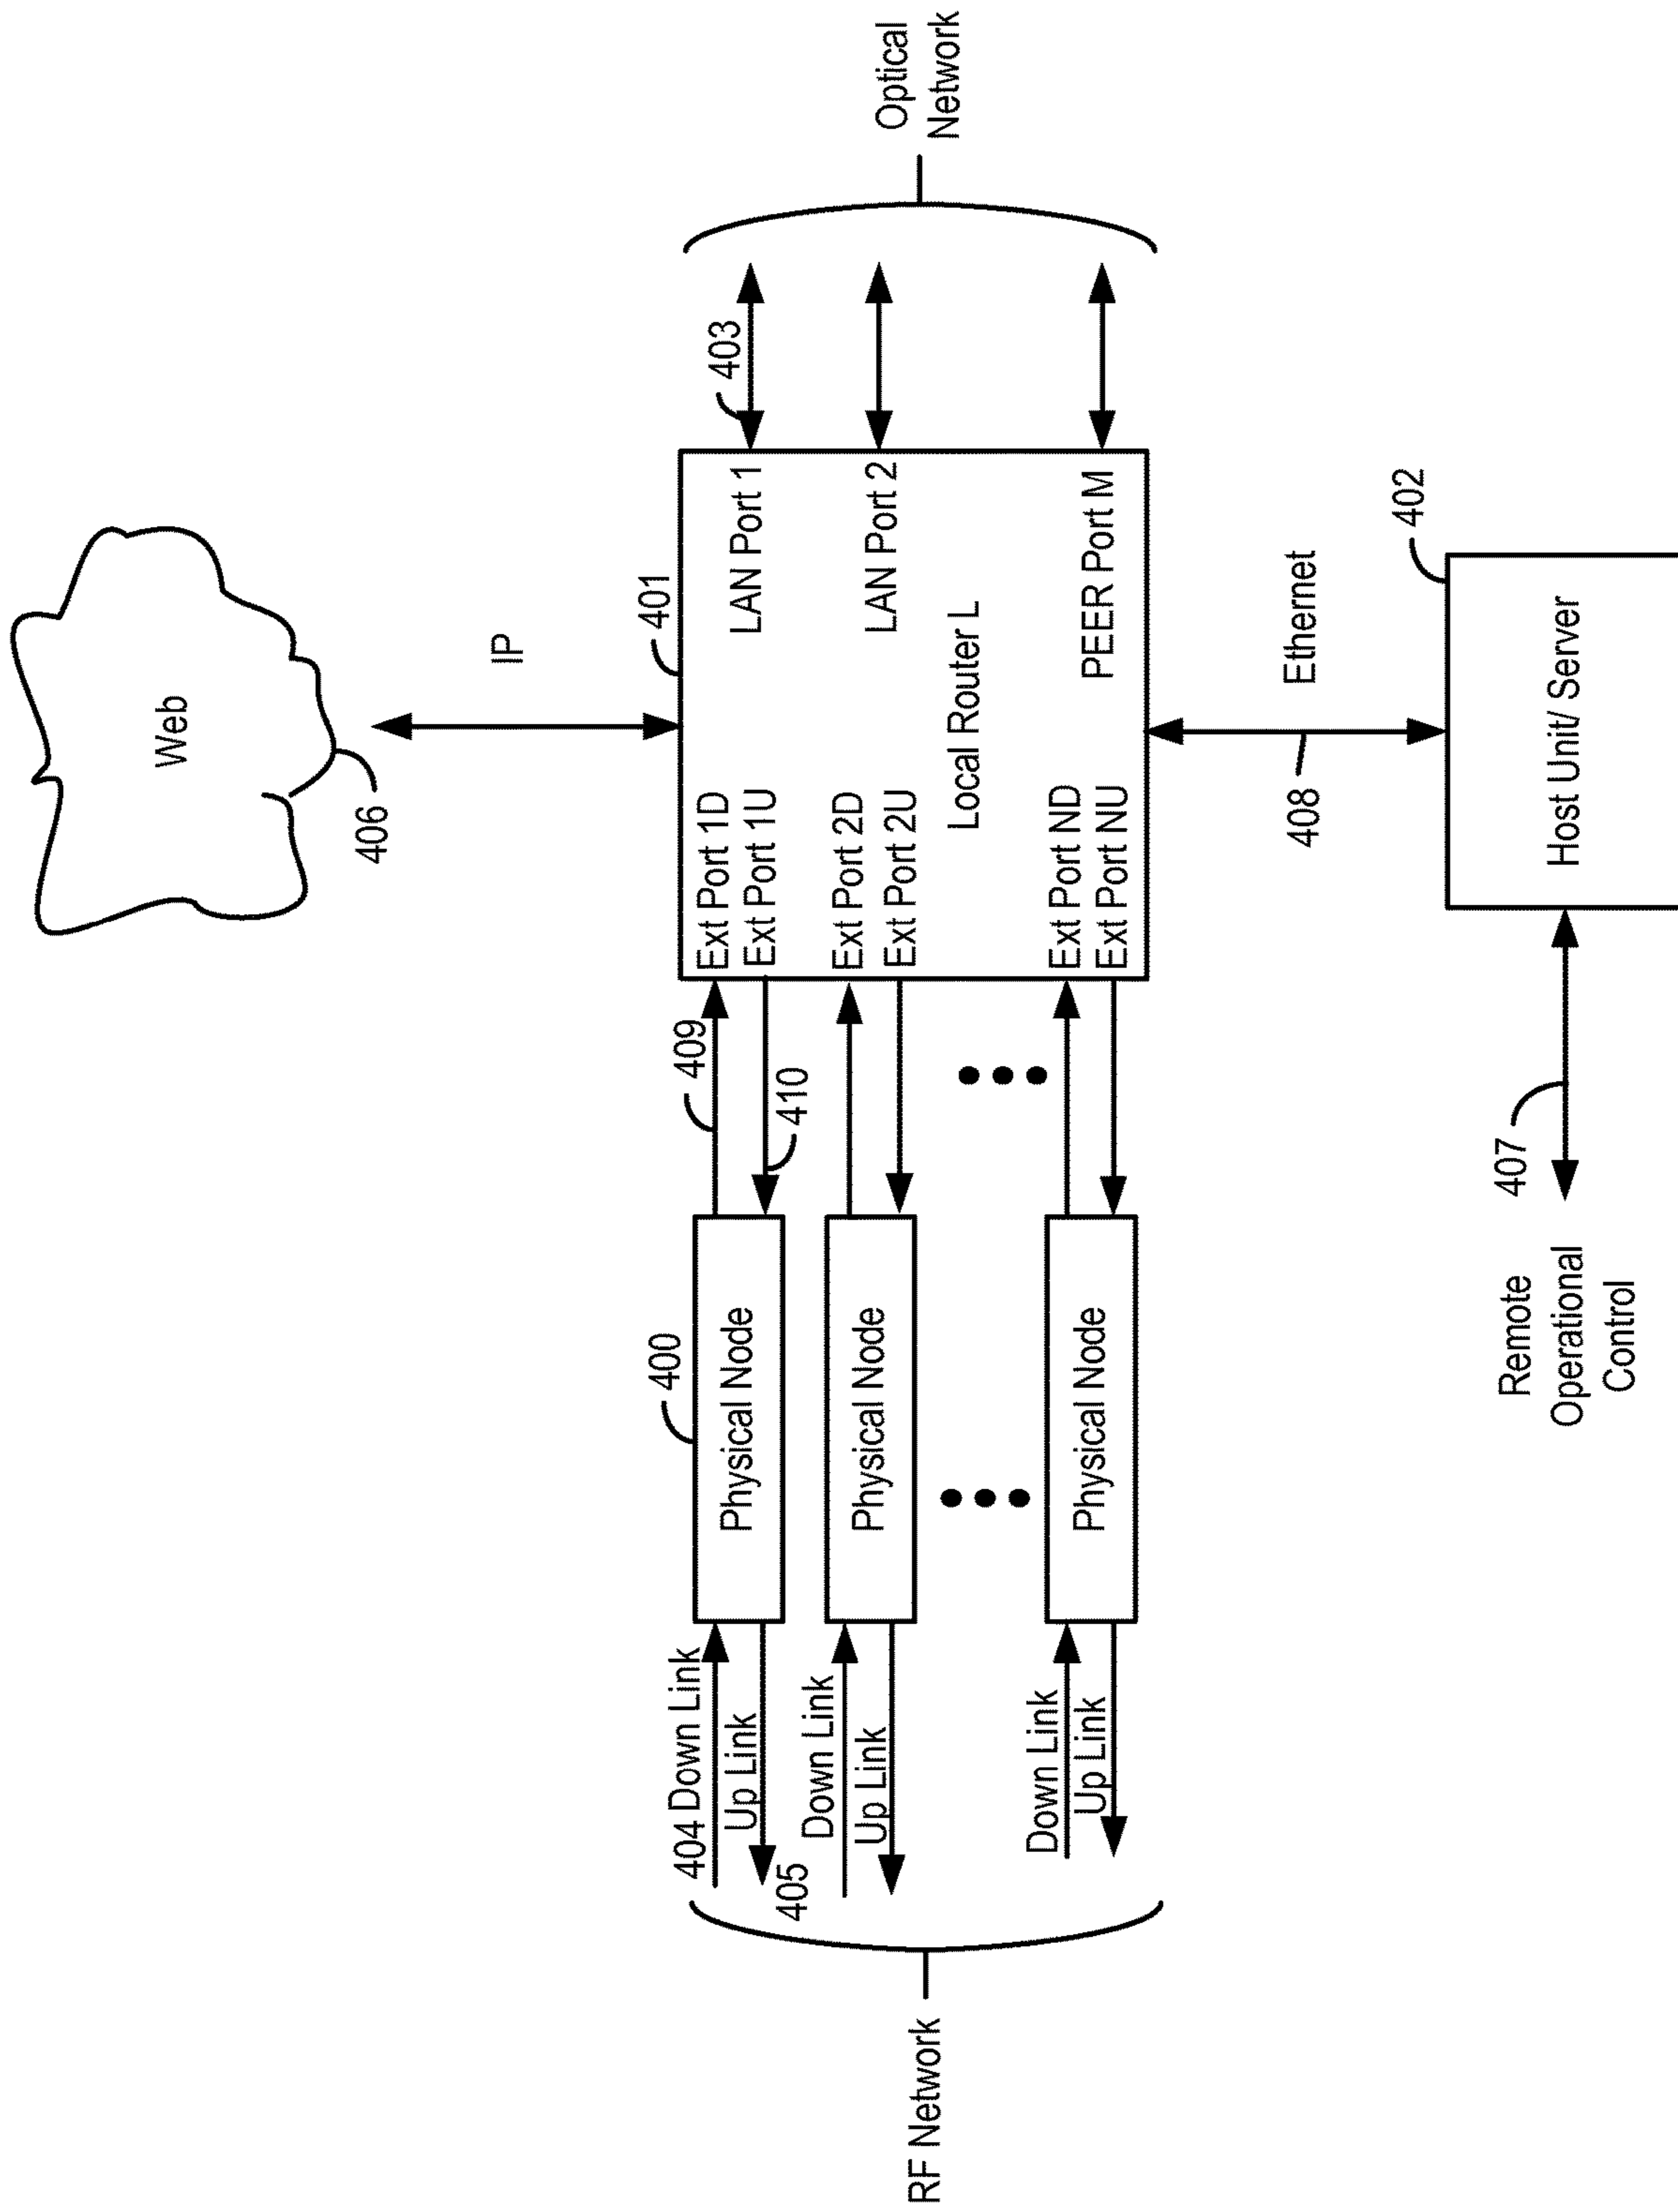 Web
406
IP
401
Ext Port 1D
Ext Port 1U
Ext Port 2D
Ext Port 2U
Ext Port ND
Ext Port NU
Local Router L
LAN Port 1
LAN Port 2
PEER Port M
403
Optical
Network
409
410
400
Physical Node
Physical Node
Physical Node
404 Down Link
Up Link
405
Down Link
Up Link
Down Link
Up Link
RF Network
408
Ethernet
402
Host Unit/ Server
407
Remote
Operational
Control